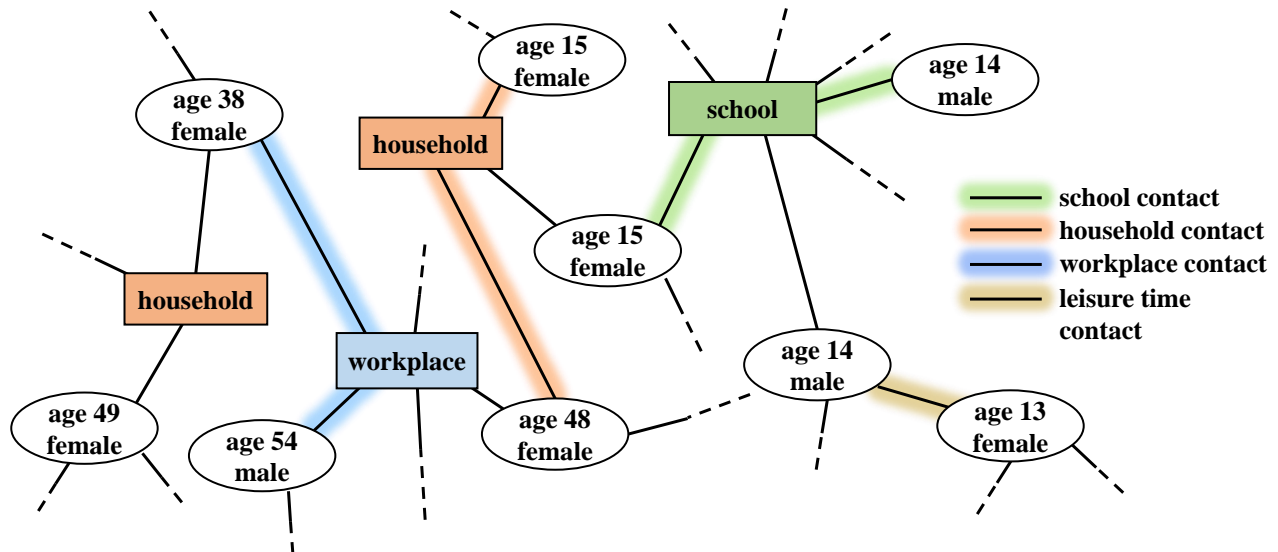 age 15
female
age 14
male
age 38
female
school
household
school contact
household contact
workplace contact
leisure time
contact
age 15
female
household
workplace
age 14
male
age 49
female
age 54
male
age 48
female
age 13
female